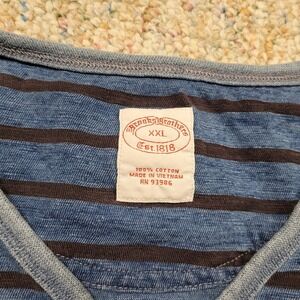 Brooks Brothers
XXL
Est 1818
100% COTTON
MADE IN VIETNAM
RN 93986